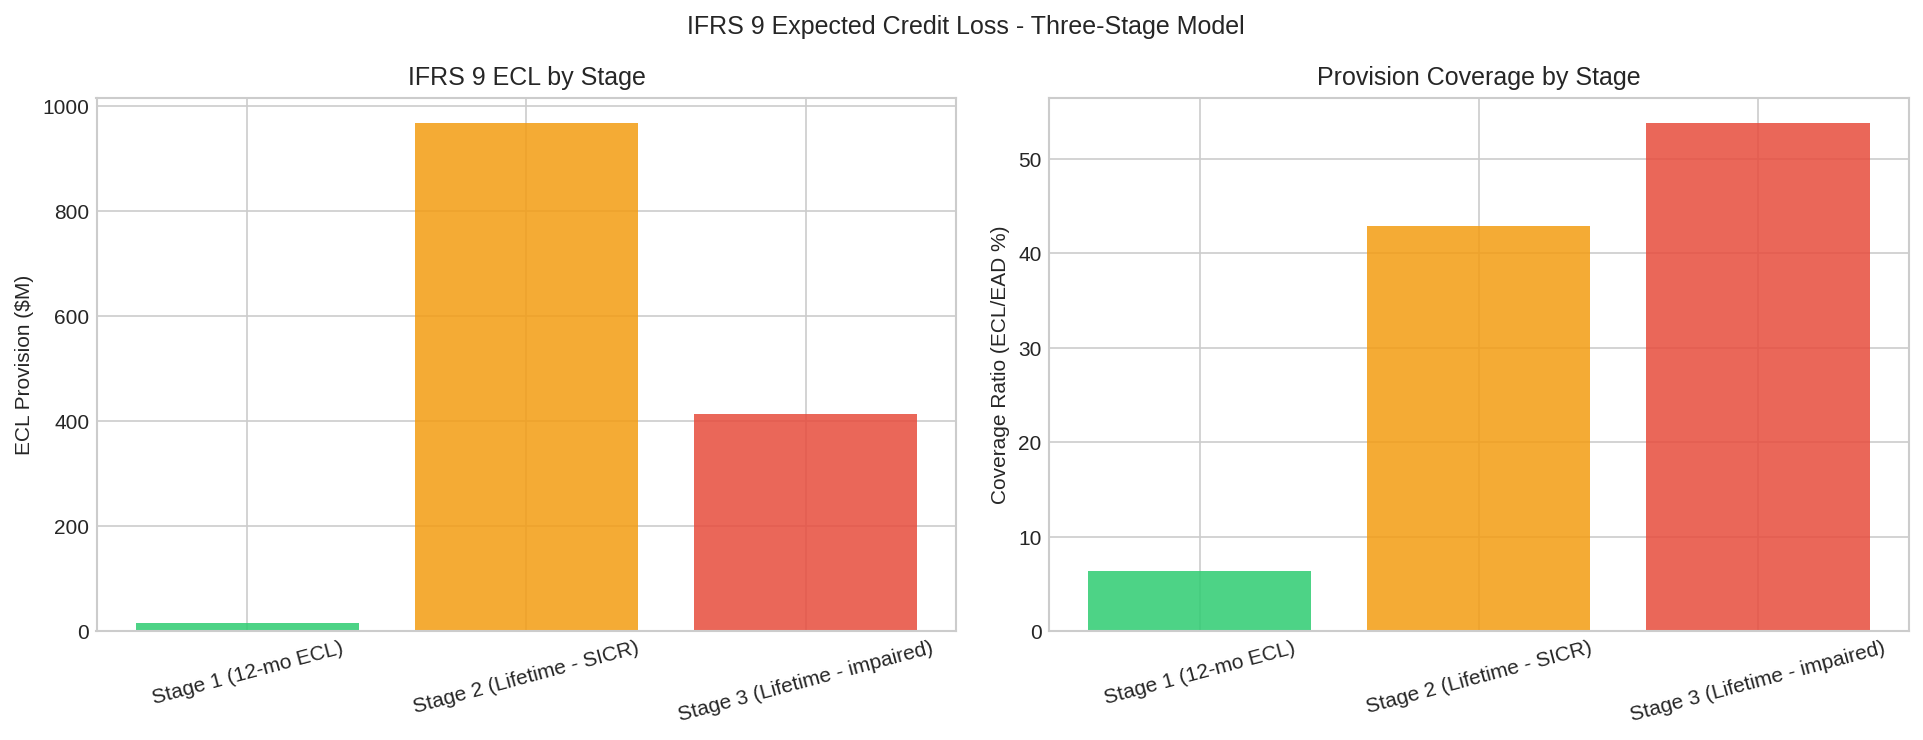 IFRS 9 Expected Credit Loss - Three-Stage Model
IFRS 9 ECL by Stage
ECL Provision ($M)
1000
800
600
400
200
0
Stage 1 (12-mo ECL)
Stage 2 (Lifetime - SICR)
Stage 3 (Lifetime - impaired)
Provision Coverage by Stage
Coverage Ratio (ECL/EAD %)
50
40
30
20
10
0
Stage 1 (12-mo ECL)
Stage 2 (Lifetime - SICR)
Stage 3 (Lifetime - impaired)